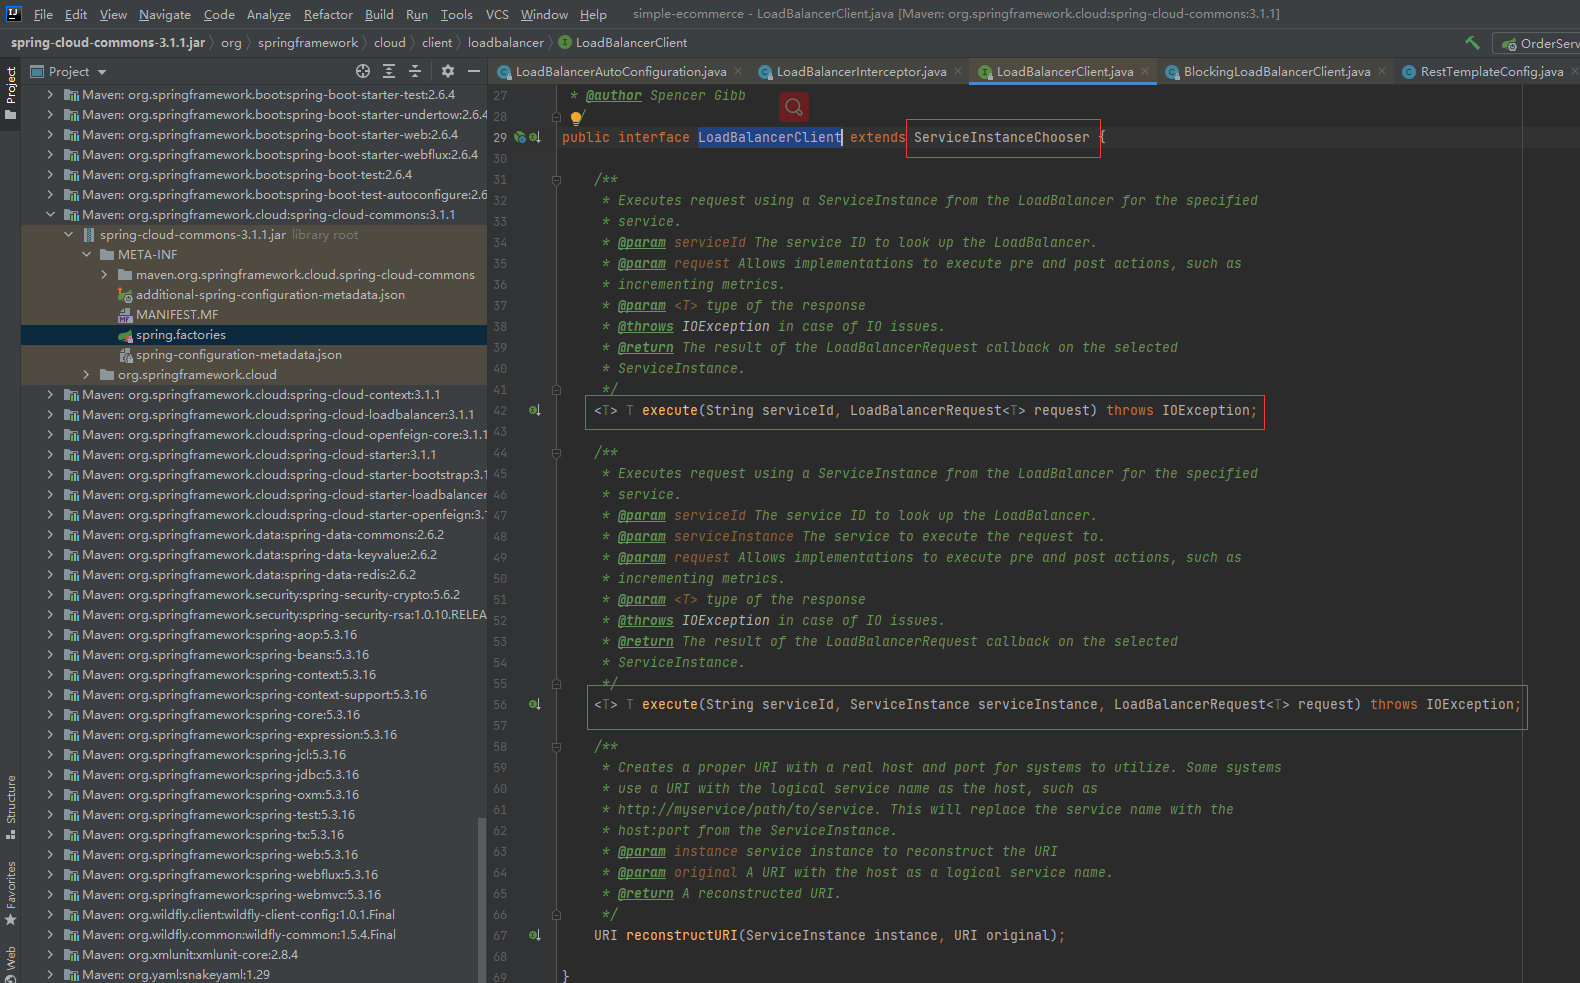 File Edit View Navigate Code Analyze Refactor Build Run Tools VCS Window Help simple-ecommerce - LoadBalancerClient.java [Maven: org.springframework.cloud:spring-cloud-commons:3.1.1]
spring-cloud-commons-3.1.1.jar org springframework cloud client loadbalancer LoadBalancerClient OrderServ
Project
LoadBalancerAutoConfiguration.java LoadBalancerInterceptor.java LoadBalancerClient.java BlockingLoadBalancerClient.java RestTemplateConfig.java
Project
Structure
Favorites
Web
Maven: org.springframework.boot:spring-boot-starter-test:2.6.4
Maven: org.springframework.boot:spring-boot-starter-undertow:2.6.4
Maven: org.springframework.boot:spring-boot-starter-web:2.6.4
Maven: org.springframework.boot:spring-boot-starter-webflux:2.6.4
Maven: org.springframework.boot:spring-boot-test:2.6.4
Maven: org.springframework.boot:spring-boot-test-autoconfigure:2.6
Maven: org.springframework.cloud:spring-cloud-commons:3.1.1
spring-cloud-commons-3.1.1.jar library root
META-INF
maven.org.springframework.cloud.spring-cloud-commons
additional-spring-configuration-metadata.json
MANIFEST.MF
spring.factories
spring-configuration-metadata.json
org.springframework.cloud
Maven: org.springframework.cloud:spring-cloud-context:3.1.1
Maven: org.springframework.cloud:spring-cloud-loadbalancer:3.1.1
Maven: org.springframework.cloud:spring-cloud-openfeign-core:3.1.1
Maven: org.springframework.cloud:spring-cloud-starter:3.1.1
Maven: org.springframework.cloud:spring-cloud-starter-bootstrap:3.1
Maven: org.springframework.cloud:spring-cloud-starter-loadbalancer
Maven: org.springframework.cloud:spring-cloud-starter-openfeign:3.1
Maven: org.springframework.data:spring-data-commons:2.6.2
Maven: org.springframework.data:spring-data-keyvalue:2.6.2
Maven: org.springframework.data:spring-data-redis:2.6.2
Maven: org.springframework.security:spring-security-crypto:5.6.2
Maven: org.springframework.security:spring-security-rsa:1.0.10.RELEA
Maven: org.springframework:spring-aop:5.3.16
Maven: org.springframework:spring-beans:5.3.16
Maven: org.springframework:spring-context:5.3.16
Maven: org.springframework:spring-context-support:5.3.16
Maven: org.springframework:spring-core:5.3.16
Maven: org.springframework:spring-expression:5.3.16
Maven: org.springframework:spring-jcl:5.3.16
Maven: org.springframework:spring-jdbc:5.3.16
Maven: org.springframework:spring-oxm:5.3.16
Maven: org.springframework:spring-test:5.3.16
Maven: org.springframework:spring-tx:5.3.16
Maven: org.springframework:spring-web:5.3.16
Maven: org.springframework:spring-webflux:5.3.16
Maven: org.springframework:spring-webmvc:5.3.16
Maven: org.wildfly.client:wildfly-client-config:1.0.1.Final
Maven: org.wildfly.common:wildfly-common:1.5.4.Final
Maven: org.xmlunit:xmlunit-core:2.8.4
Maven: org.yaml:snakeyaml:1.29
27 * @author Spencer Gibb
28 */
29 public interface LoadBalancerClient extends ServiceInstanceChooser {
30
31 /**
32 * Executes request using a ServiceInstance from the LoadBalancer for the specified
33 * service.
34 * @param serviceId The service ID to look up the LoadBalancer.
35 * @param request Allows implementations to execute pre and post actions, such as
36 * incrementing metrics.
37 * @param <T> type of the response
38 * @throws IOException in case of IO issues.
39 * @return The result of the LoadBalancerRequest callback on the selected
40 * ServiceInstance.
41 */
42 <T> T execute(String serviceId, LoadBalancerRequest<T> request) throws IOException;
43
44 /**
45 * Executes request using a ServiceInstance from the LoadBalancer for the specified
46 * service.
47 * @param serviceId The service ID to look up the LoadBalancer.
48 * @param serviceInstance The service to execute the request to.
49 * @param request Allows implementations to execute pre and post actions, such as
50 * incrementing metrics.
51 * @param <T> type of the response
52 * @throws IOException in case of IO issues.
53 * @return The result of the LoadBalancerRequest callback on the selected
54 * ServiceInstance.
55 */
56 <T> T execute(String serviceId, ServiceInstance serviceInstance, LoadBalancerRequest<T> request) throws IOException;
57
58 /**
59 * Creates a proper URI with a real host and port for systems to utilize. Some systems
60 * use a URI with the logical service name as the host, such as
61 * http://myservice/path/to/service. This will replace the service name with the
62 * host:port from the ServiceInstance.
63 * @param instance service instance to reconstruct the URI
64 * @param original A URI with the host as a logical service name.
65 * @return A reconstructed URI.
66 */
67 URI reconstructURI(ServiceInstance instance, URI original);
68
69 }